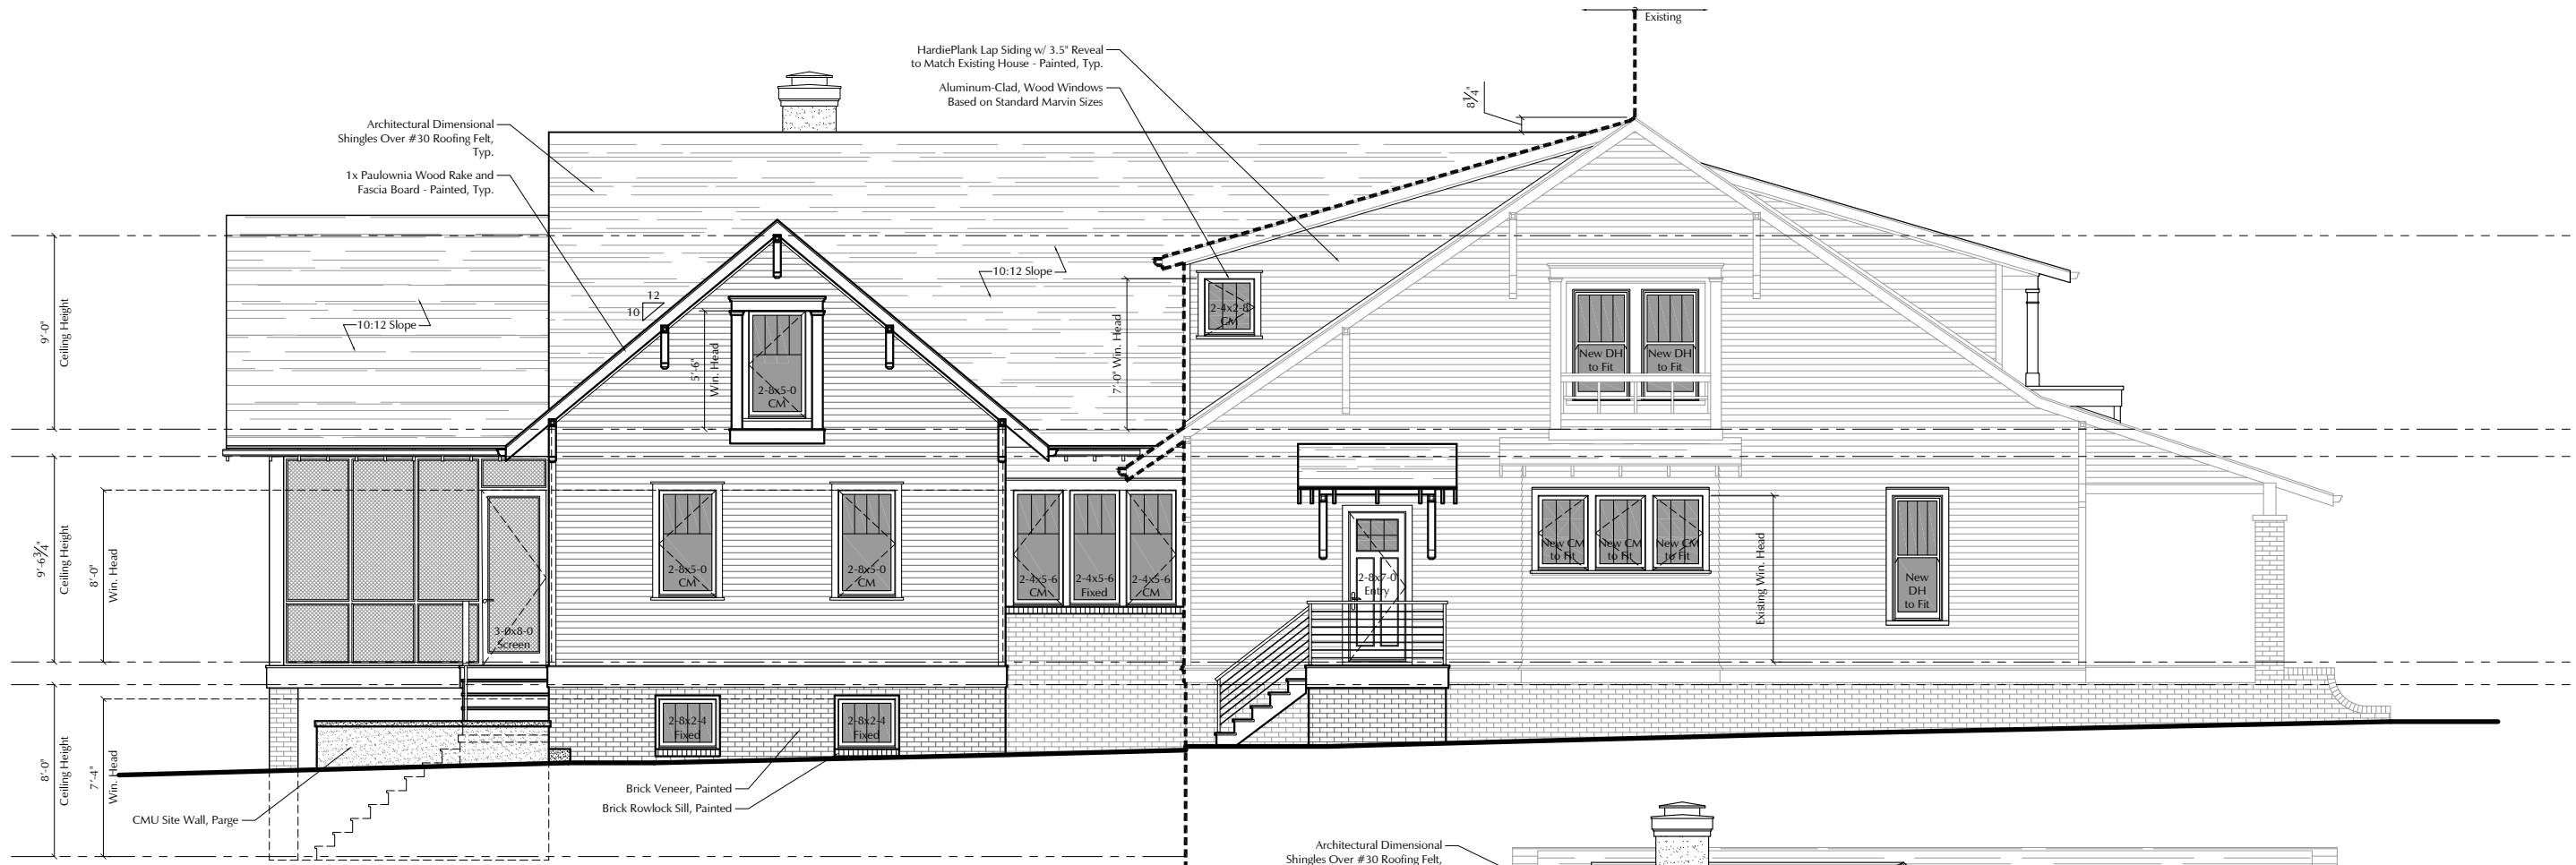 Existing
HardiePlank Lap Siding w/ 3.5" Reveal
to Match Existing House - Painted, Typ.
Aluminum-Clad, Wood Windows
Based on Standard Marvin Sizes
8¼"
Architectural Dimensional
Shingles Over #30 Roofing Felt,
Typ.
1x Paulownia Wood Rake and
Fascia Board - Painted, Typ.
9'-0"
Ceiling Height
10:12 Slope
12
10
5'-6"
Win. Head
2-8x5-0
CM
10:12 Slope
7'-0" Win. Head
2-4x2-8
CM
New DH
to Fit
New DH
to Fit
9'-6¾"
Ceiling Height
8'-0"
Win. Head
3-0x8-0
Screen
2-8x5-0
CM
2-8x5-0
CM
2-4x5-6
CM
2-4x5-6
Fixed
2-4x5-6
CM
2-8x7-0
Entry
New CM
to Fit
New CM
to Fit
New CM
to Fit
Existing Win. Head
New
DH
to Fit
8'-0"
Ceiling Height
7'-4"
Win. Head
2-8x2-4
Fixed
2-8x2-4
Fixed
CMU Site Wall, Parge
Brick Veneer, Painted
Brick Rowlock Sill, Painted
Architectural Dimensional
Shingles Over #30 Roofing Felt,